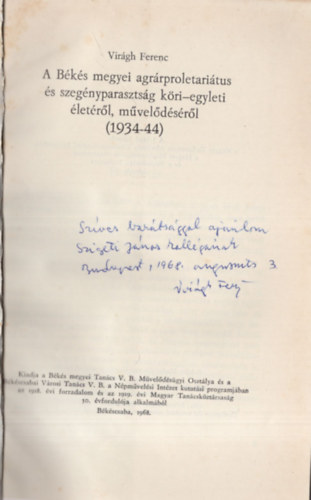 Virágh Ferenc
A Békés megyei agrárproletariátus
és szegényparasztság köri–egyleti
életéről, művelődéséről
(1934-44)
Szíves barátsággal ajánlom
Szigeti János kollégának
Budapest, 1968. augusztus 3
Virágh Ferenc
Kiadja a Békés megyei Tanács V. B. Művelődésügyi Osztálya és a
Békéscsabai Városi Tanács V. B. a Népművelési Intézet kutatási programjában
az 1918. évi forradalom és az 1919. évi Magyar Tanácsköztársaság
50. évfordulója alkalmából
Békéscsaba, 1968.